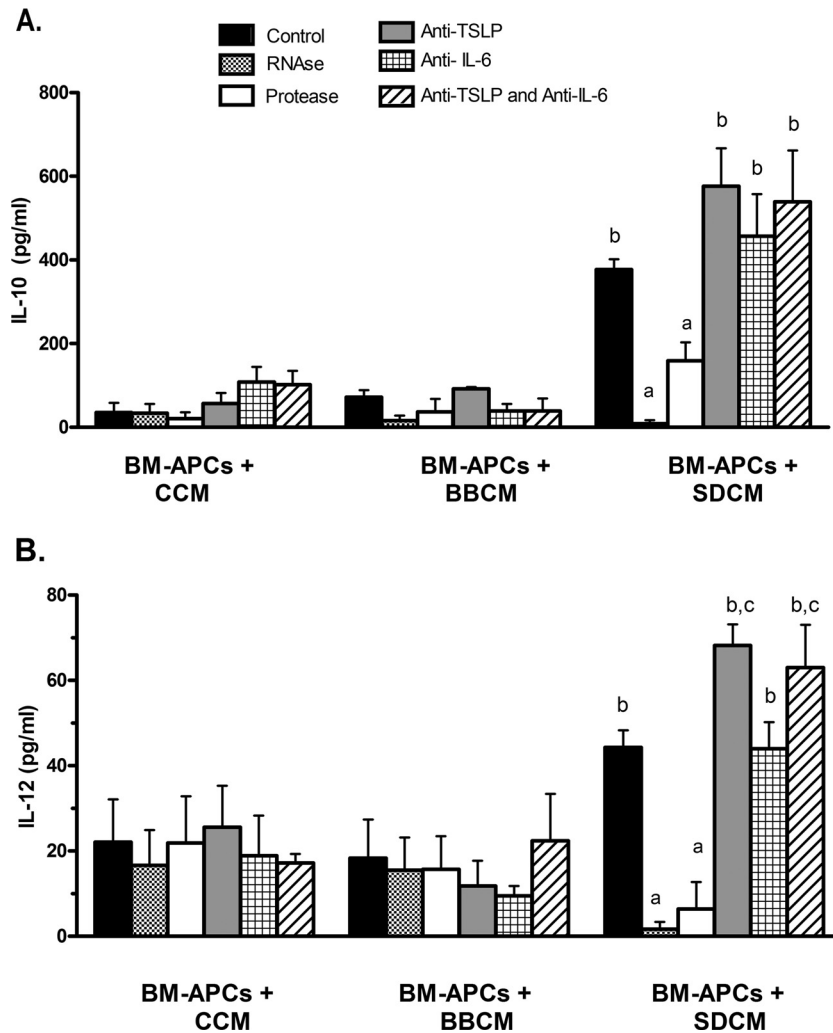 A.
Control
RNAse
Protease
Anti-TSLP
Anti- IL-6
Anti-TSLP and Anti-IL-6
IL-10 (pg/ml)
800
600
400
200
0
b
a
a
b
b
b
BM-APCs +
CCM
BM-APCs +
BBCM
BM-APCs +
SDCM
B.
IL-12 (pg/ml)
80
60
40
20
0
b
a
a
b,c
b
b,c
BM-APCs +
CCM
BM-APCs +
BBCM
BM-APCs +
SDCM